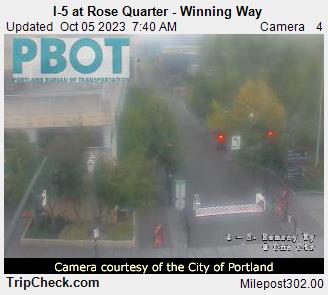 I-5 at Rose Quarter - Winning Way
Updated Oct 05 2023 7:40 AM Camera 4
PBOT
PORTLAND BUREAU OF TRANSPORTATION
Camera courtesy of the City of Portland
TripCheck.com Milepost302.00